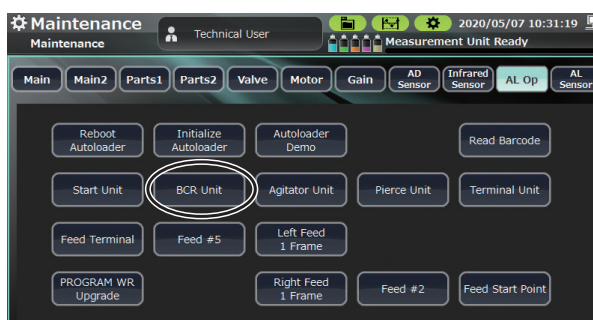 Maintenance
Maintenance
Technical User
2020/05/07 10:31:19
Measurement Unit Ready
Main Main2 Parts1 Parts2 Valve Motor Gain AD Sensor Infrared Sensor AL Op AL Sensor
Reboot Autoloader
Initialize Autoloader
Autoloader Demo
Read Barcode
Start Unit
BCR Unit
Agitator Unit
Pierce Unit
Terminal Unit
Feed Terminal
Feed #5
Left Feed 1 Frame
PROGRAM WR Upgrade
Right Feed 1 Frame
Feed #2
Feed Start Point